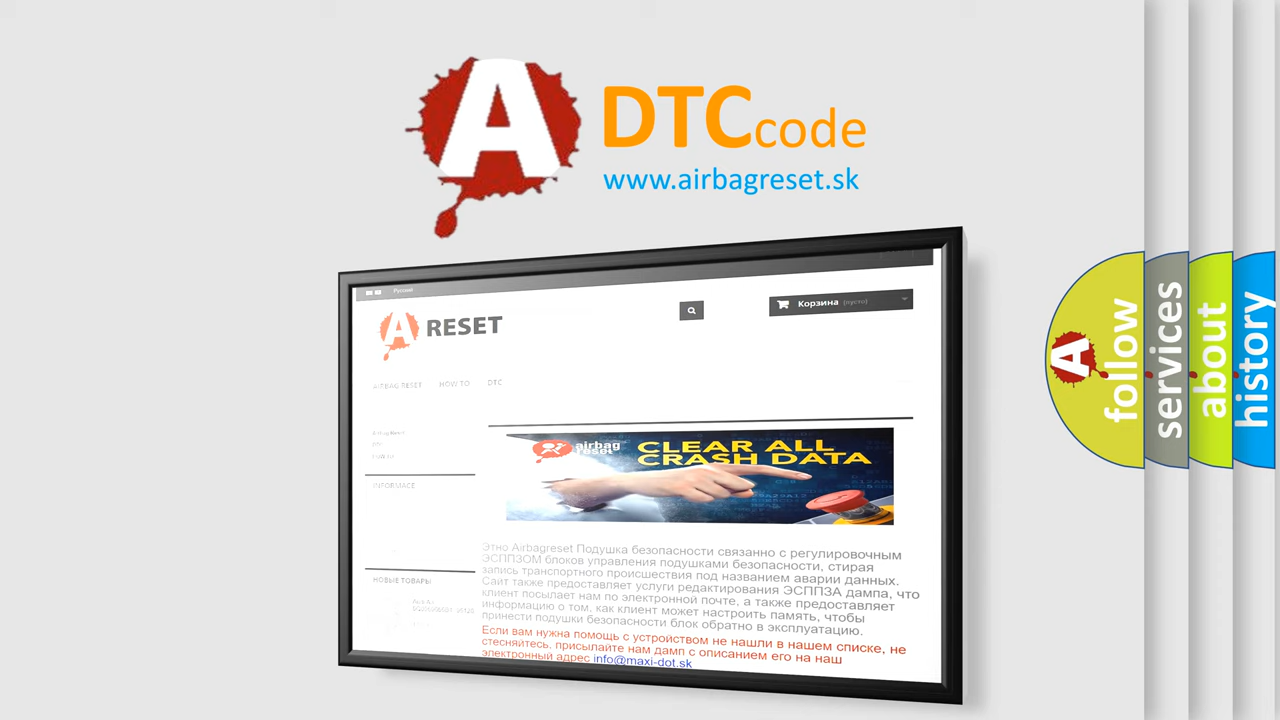 A DTC code
www.airbagreset.sk
Русский
Корзина (пусто)
A RESET
AIRBAG RESET HOW TO DTC
INFORMACE
airbag
reset
CLEAR ALL
CRASH DATA
Этно Airbagreset Подушка безопасности связанно с регулировочным
ЭСППЗОМ блоков управления подушками безопасности, стирая
запись транспортного происшествия под названием аварии данных.
Сайт также предоставляет услуги редактирования ЭСППЗА дампа, что
клиент посылает нам по электронной почте, а также предоставляет
информацию о том, как клиент может настроить память, чтобы
принести подушки безопасности блок обратно в эксплуатацию.
Если вам нужна помощь с устройством не нашли в нашем списке, не
стесняйтесь, присылайте нам дамп с описанием его на наш
электронный адрес info@maxi-dot.sk
НОВЫЕ ТОВАРЫ
A
follow
services
about
history